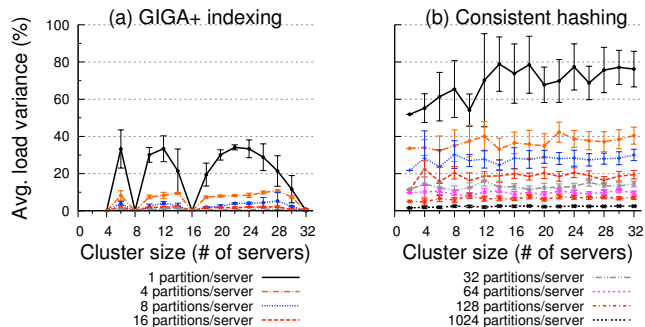 (a) GIGA+ indexing
(b) Consistent hashing
Avg. load variance (%)
100
80
60
40
20
0
0 4 8 12 16 20 24 28 32
0 4 8 12 16 20 24 28 32
Cluster size (# of servers)
Cluster size (# of servers)
1 partition/server
4 partitions/server
8 partitions/server
16 partitions/server
32 partitions/server
64 partitions/server
128 partitions/server
1024 partitions/server